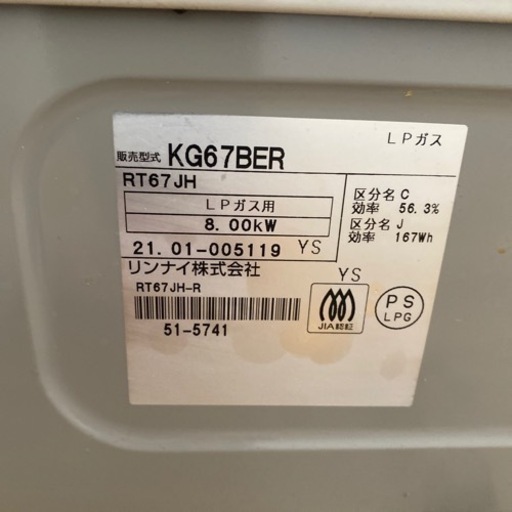 LPガス
販売型式 KG67BER
RT67JH
LPガス用
8.00kW
区分名 C
効率 56.3%
区分名 J
効率 167Wh
21.01-005119 YS
リンナイ株式会社
YS
RT67JH-R
51-5741
JIA認証
PS
LPG